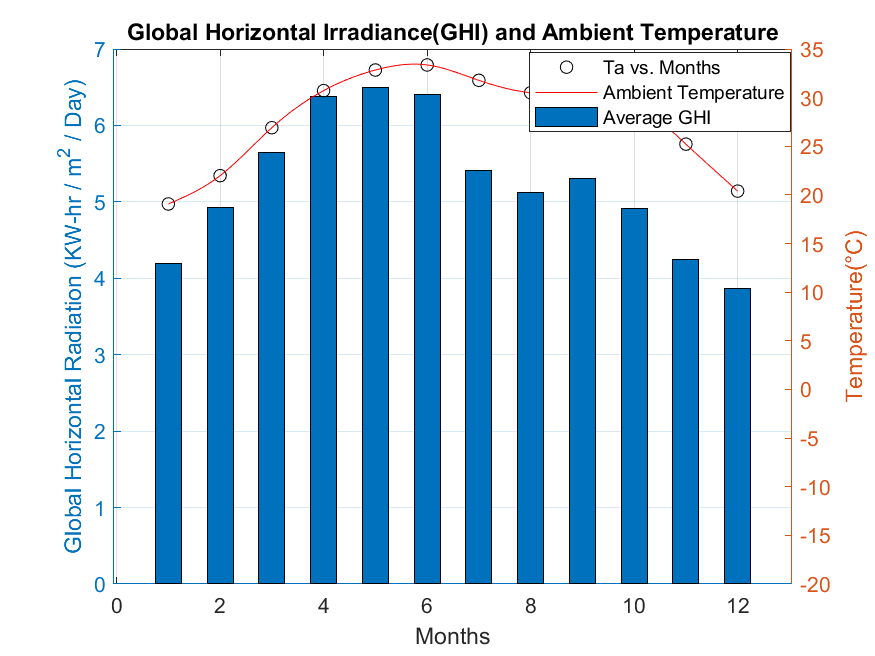 Global Horizontal Irradiance(GHI) and Ambient Temperature
Global Horizontal Radiation (KW-hr / m² / Day)
7
6
5
4
3
2
1
0
Ta vs. Months
Ambient Temperature
Average GHI
35
30
25
20
15
10
5
0
-5
-10
-15
-20
Temperature(°C)
0 2 4 6 8 10 12
Months